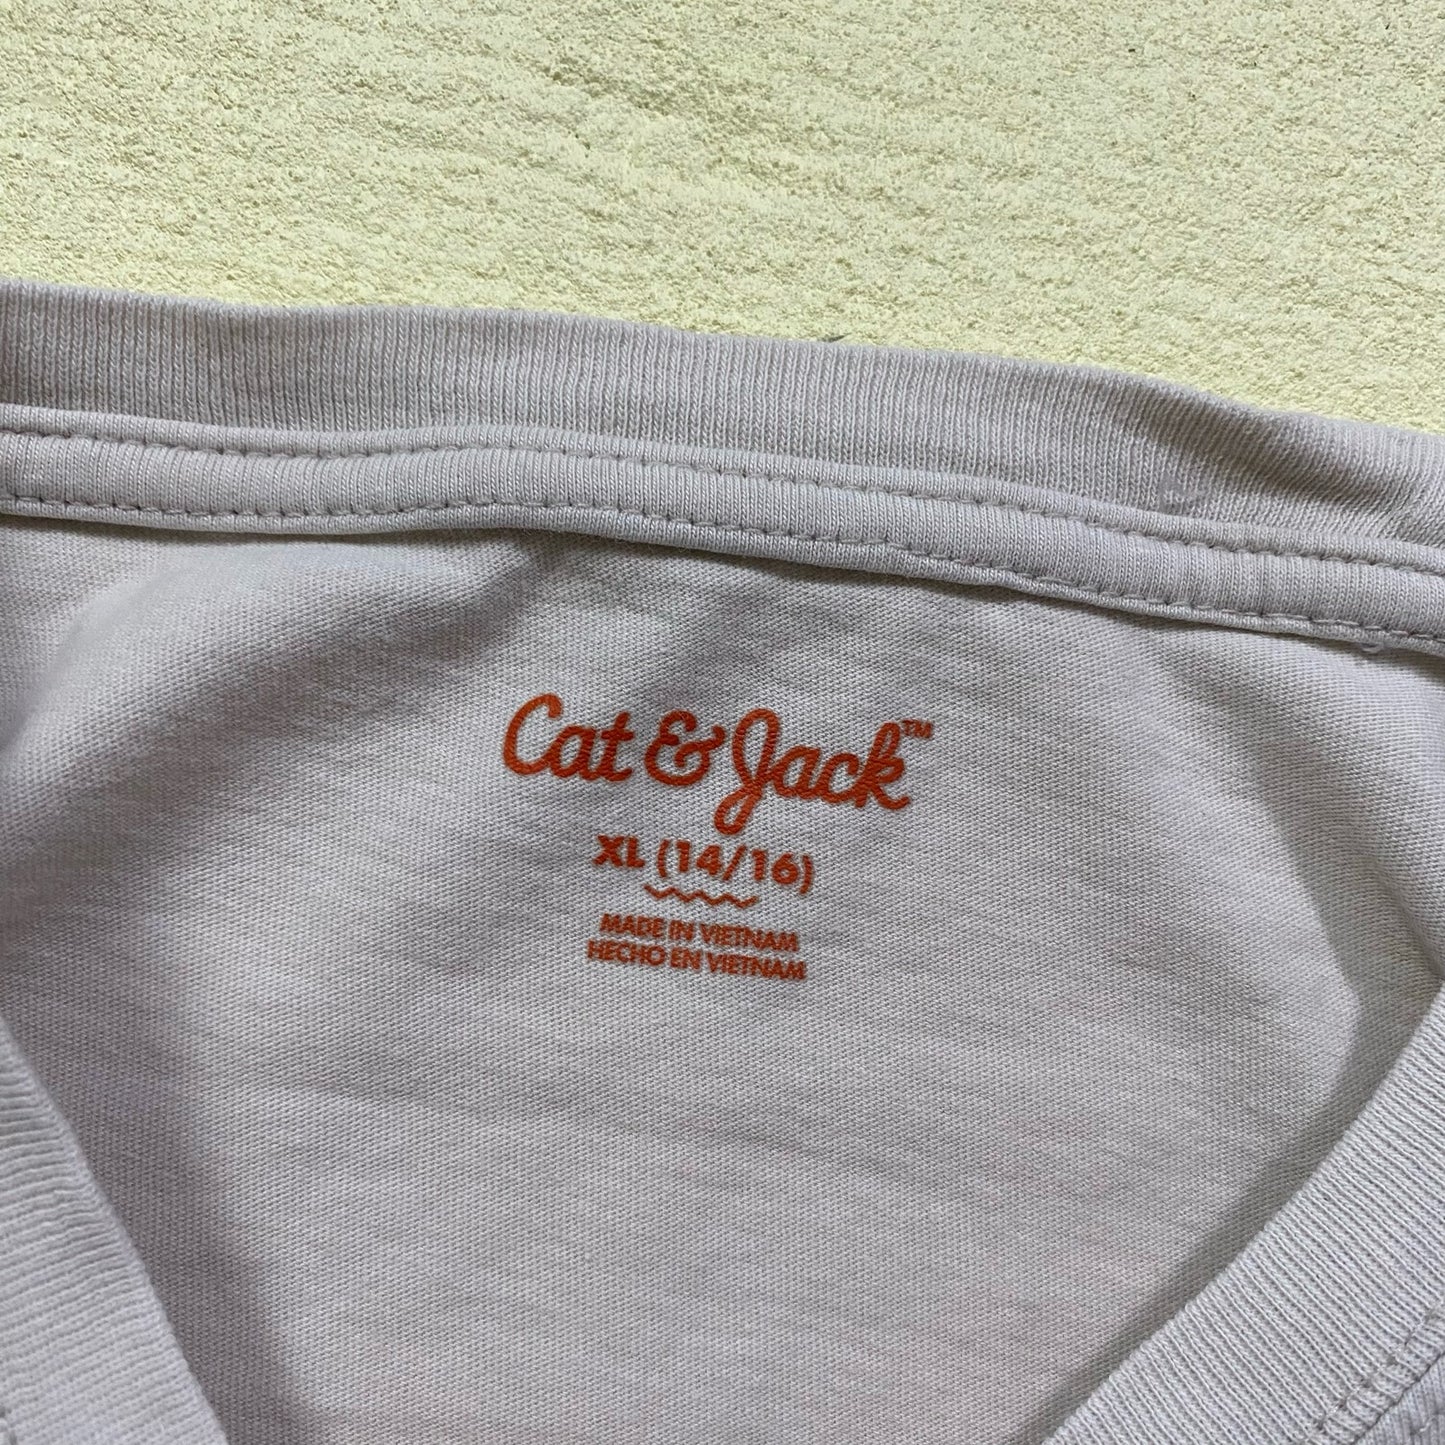 Cat & Jack™
XL (14/16)
MADE IN VIETNAM
HECHO EN VIETNAM